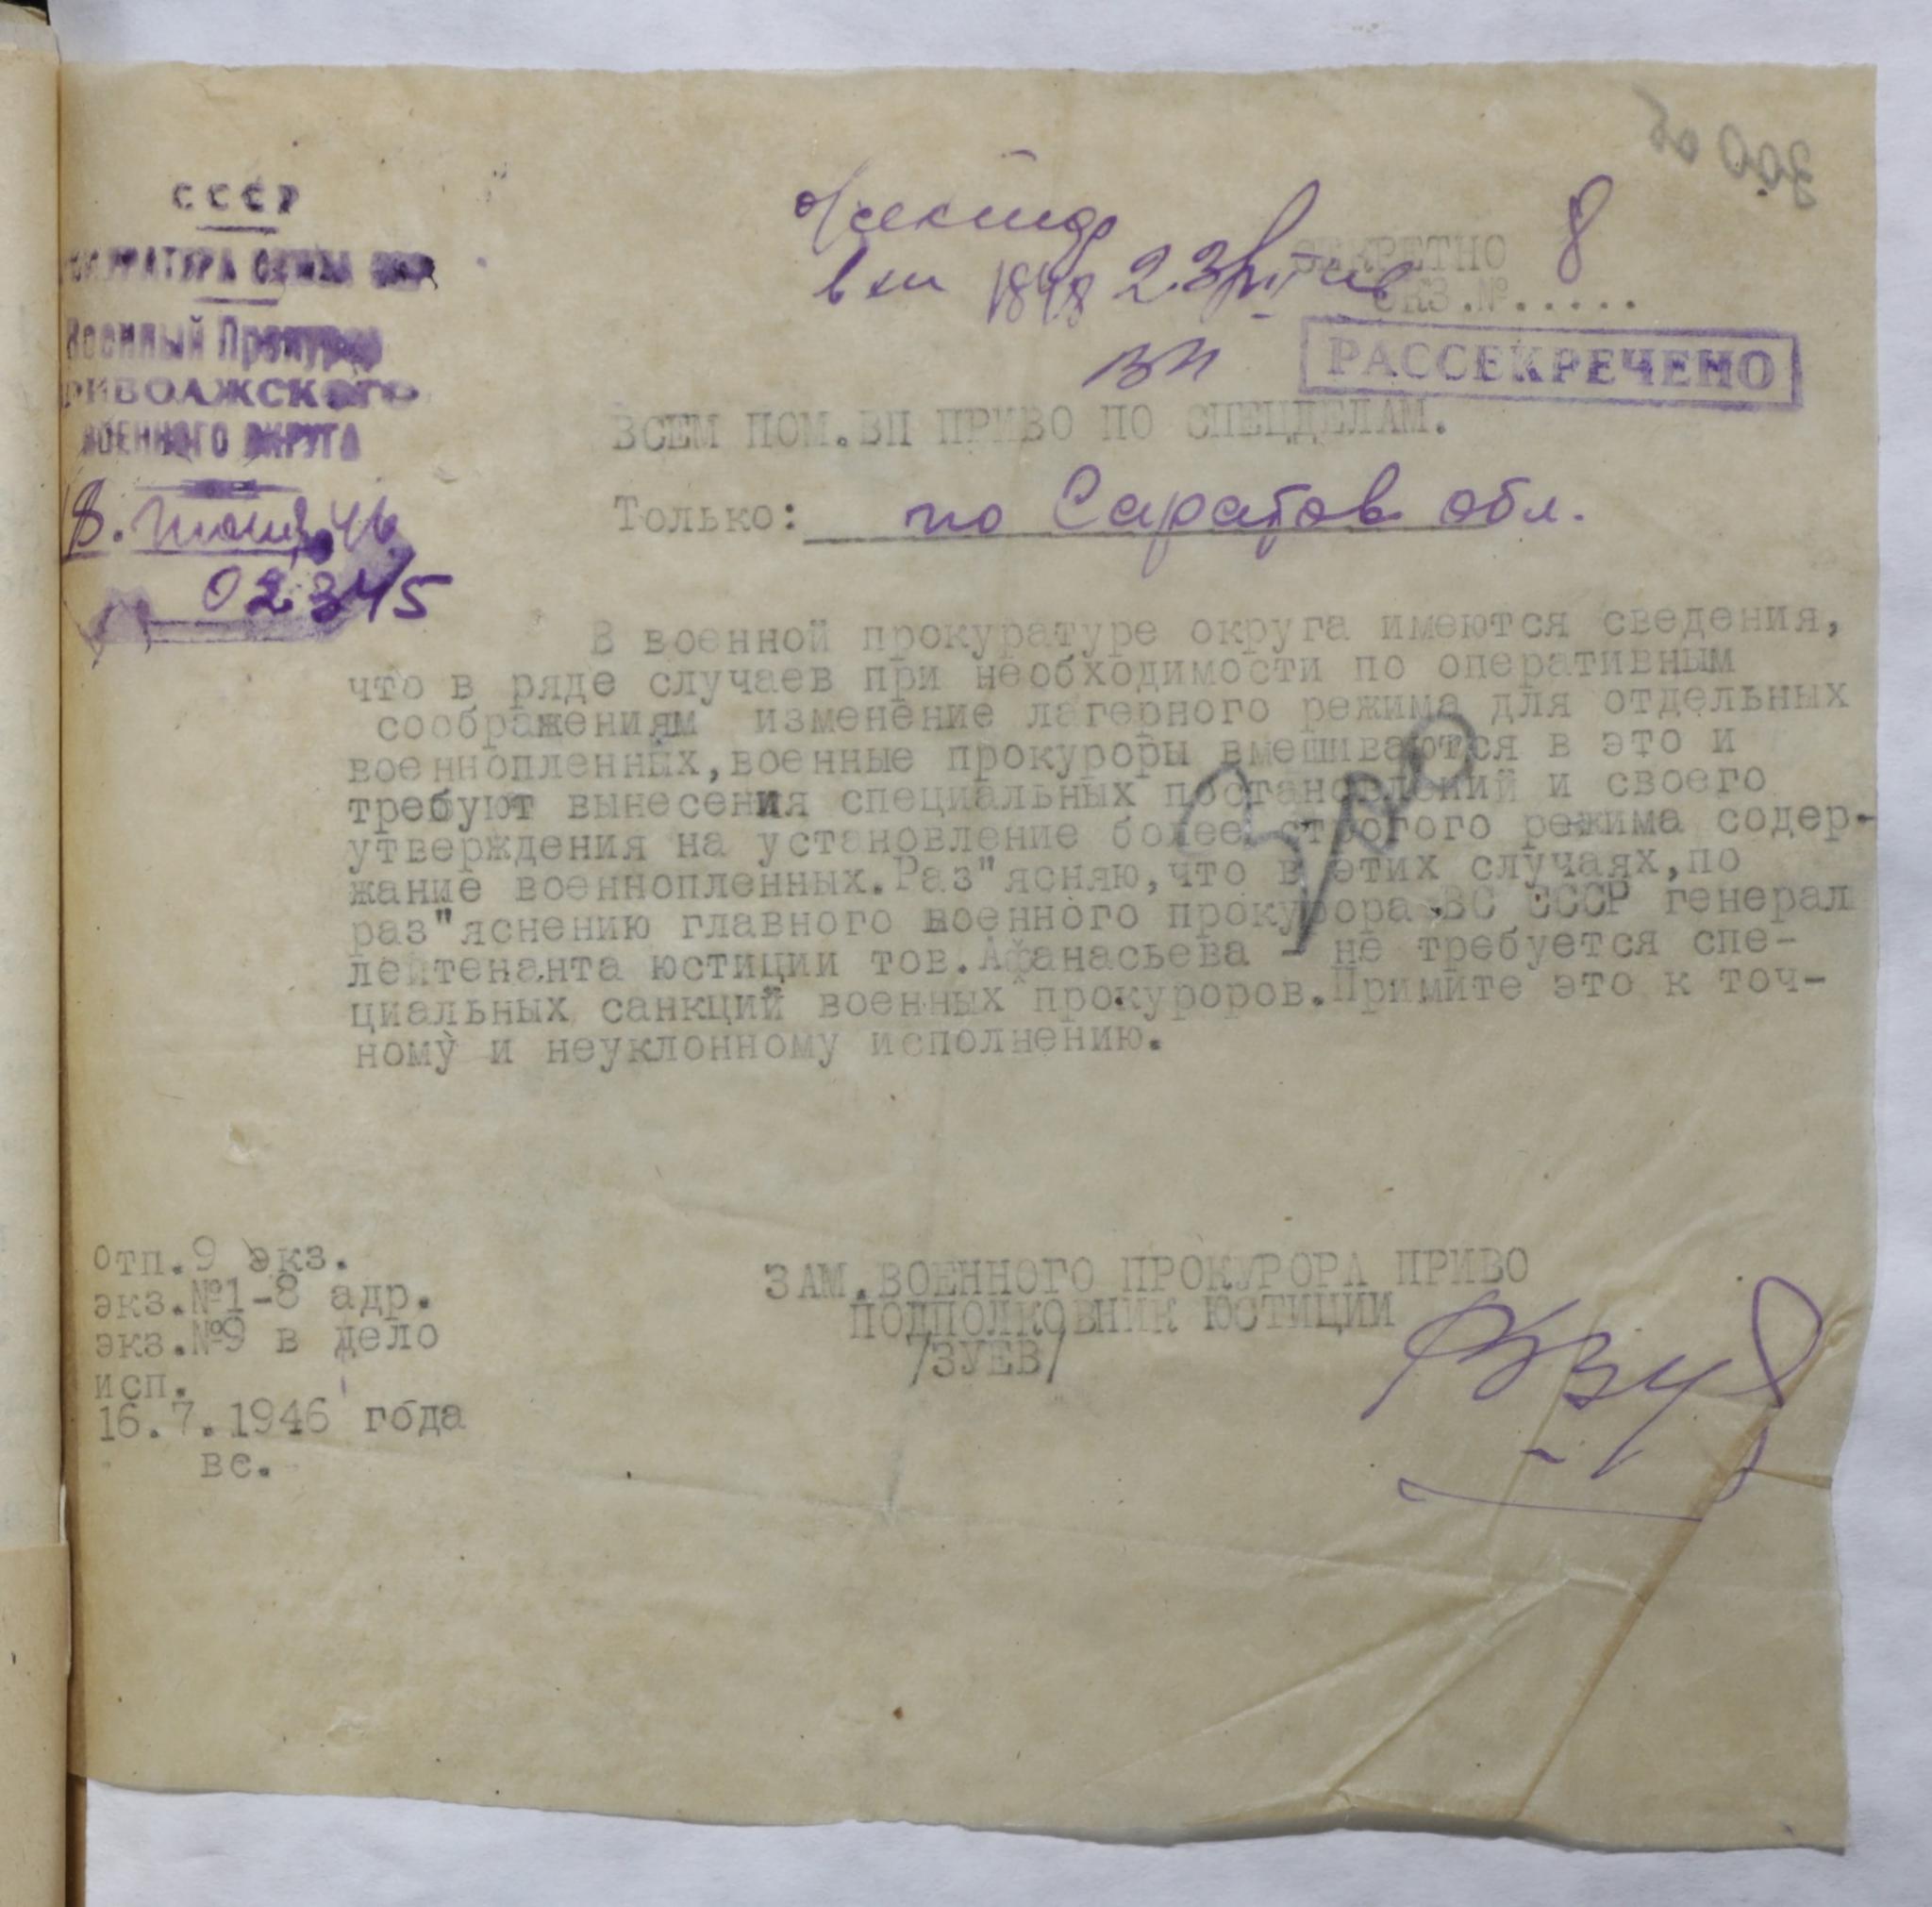 СССР
Военный Прокурор
ПРИВОЛЖСКОГО
ВОЕННОГО ОКРУГА
46
02345
СЕКРЕТНО
ЭКЗ.№..... 8
РАССЕКРЕЧЕНО
ВСЕМ ПОМ.ВП ПРИВО ПО СПЕЦДЕЛАМ.
Только: по Саратов обл.
В военной прокуратуре округа имеются сведения,
что в ряде случаев при необходимости по оперативным
соображениям изменение лагерного режима для отдельных
военнопленных,военные прокуроры вмешиваются в это и
требуют вынесения специальных постановлений и своего
утверждения на установление более строгого режима содер-
жание военнопленных.Раз"ясняю,что в этих случаях,по
раз"яснению главного военного прокурора ВС СССР генерал
лейтенанта юстиции тов.Афанасьева - не требуется спе-
циальных санкций военных прокуроров.Примите это к точ-
ному и неуклонному исполнению.
отп.9 экз.
экз.№1-8 адр.
экз.№9 в дело
исп.
16.7.1946 года
вс.
ЗАМ.ВОЕННОГО ПРОКУРОРА ПРИВО
ПОДПОЛКОВНИК ЮСТИЦИИ
/ЗУЕВ/